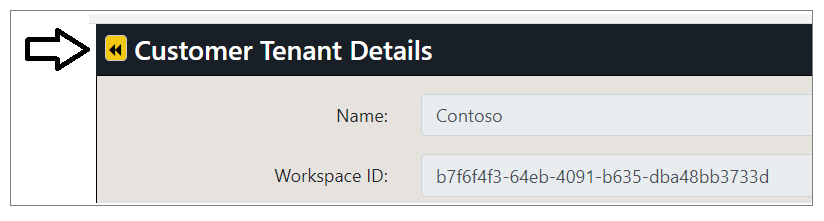 Customer Tenant Details
Name: Contoso
Workspace ID: b7f6f4f3-64eb-4091-b635-dba48bb3733d